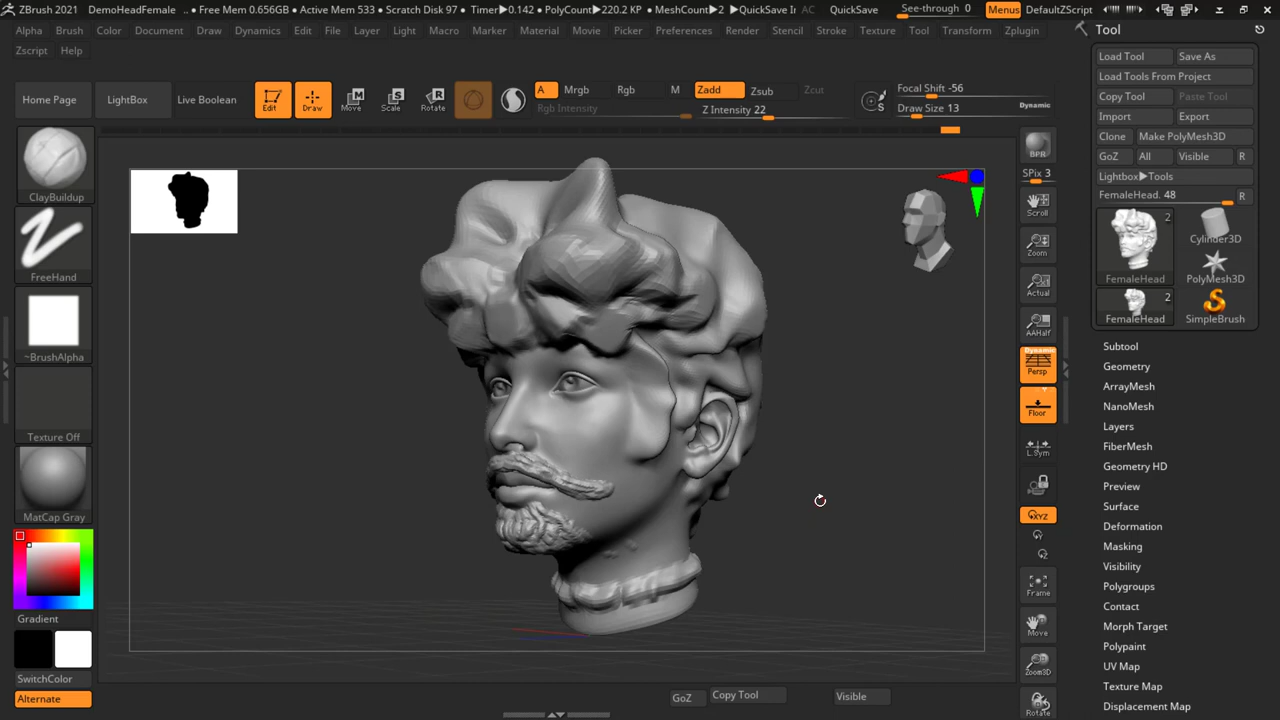 ZBrush 2021 DemoHeadFemale .. • Free Mem 0.656GB • Active Mem 533 • Scratch Disk 97 • Timer▶0.142 • PolyCount▶220.2 KP • MeshCount▶2 ▶QuickSave Ir AC QuickSave See-through 0 Menus DefaultZScript
Alpha Brush Color Document Draw Dynamics Edit File Layer Light Macro Marker Material Movie Picker Preferences Render Stencil Stroke Texture Tool Transform Zplugin
Zscript Help
Home Page LightBox Live Boolean Edit Draw Move Scale Rotate
A Mrgb Rgb M Zadd Zsub Zcut
Rgb Intensity Z Intensity 22
Focal Shift -56
Draw Size 13 Dynamic
ClayBuildup
FreeHand
~BrushAlpha
Texture Off
MatCap Gray
Gradient
SwitchColor
Alternate
BPR
SPix 3
Scroll
Zoom
Actual
AAHalf
Dynamic
Persp
Floor
L.Sym
XYZ
Y
Z
Frame
Move
Zoom3D
Rotate
GoZ Copy Tool Visible
Tool
Load Tool Save As
Load Tools From Project
Copy Tool Paste Tool
Import Export
Clone Make PolyMesh3D
GoZ All Visible R
Lightbox▶Tools
FemaleHead. 48 R
2
FemaleHead Cylinder3D
PolyMesh3D
2
FemaleHead SimpleBrush
Subtool
Geometry
ArrayMesh
NanoMesh
Layers
FiberMesh
Geometry HD
Preview
Surface
Deformation
Masking
Visibility
Polygroups
Contact
Morph Target
Polypaint
UV Map
Texture Map
Displacement Map